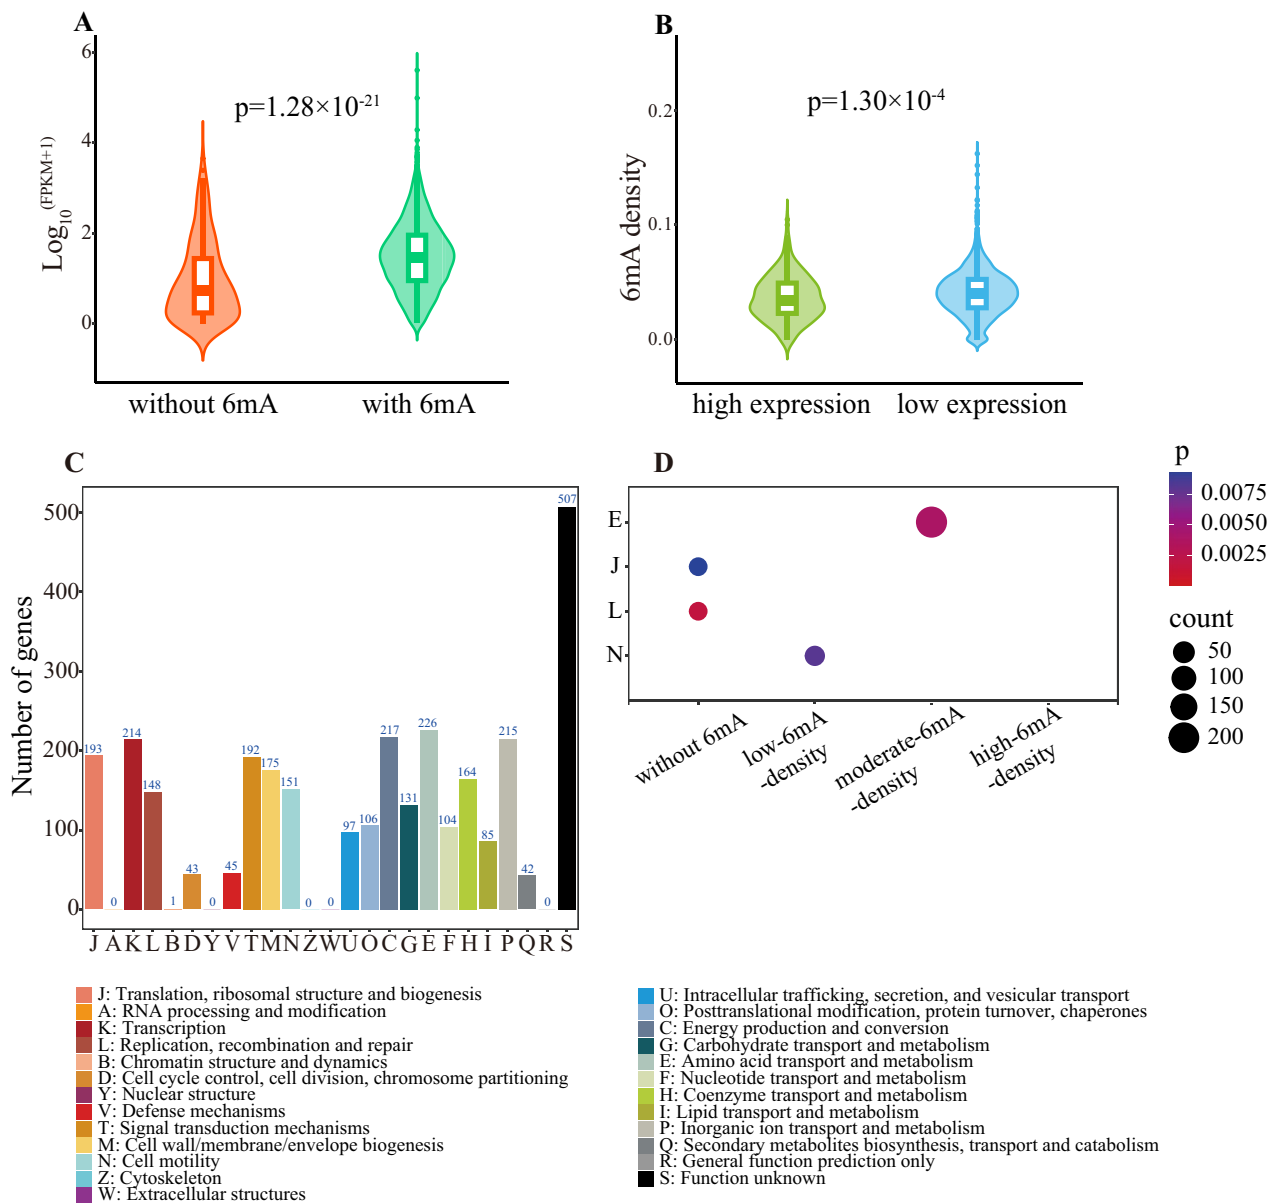 A
B
6
4
2
0
Log10(FPKM+1)
p=1.28×10-21
without 6mA
with 6mA
0.2
0.1
0.0
6mA density
p=1.30×10-4
high expression
low expression
C
D
Number of genes
500
400
300
200
100
0
193
0
214
148
1
43
0
45
192
175
151
0
0
97
106
217
131
226
104
164
85
215
42
0
507
J A K L B D Y V T M N Z W U O C G E F H I P Q R S
E
J
L
N
without 6mA
low-6mA
-density
moderate-6mA
-density
high-6mA
-density
p
0.0075
0.0050
0.0025
count
50
100
150
200
J: Translation, ribosomal structure and biogenesis
A: RNA processing and modification
K: Transcription
L: Replication, recombination and repair
B: Chromatin structure and dynamics
D: Cell cycle control, cell division, chromosome partitioning
Y: Nuclear structure
V: Defense mechanisms
T: Signal transduction mechanisms
M: Cell wall/membrane/envelope biogenesis
N: Cell motility
Z: Cytoskeleton
W: Extracellular structures
U: Intracellular trafficking, secretion, and vesicular transport
O: Posttranslational modification, protein turnover, chaperones
C: Energy production and conversion
G: Carbohydrate transport and metabolism
E: Amino acid transport and metabolism
F: Nucleotide transport and metabolism
H: Coenzyme transport and metabolism
I: Lipid transport and metabolism
P: Inorganic ion transport and metabolism
Q: Secondary metabolites biosynthesis, transport and catabolism
R: General function prediction only
S: Function unknown